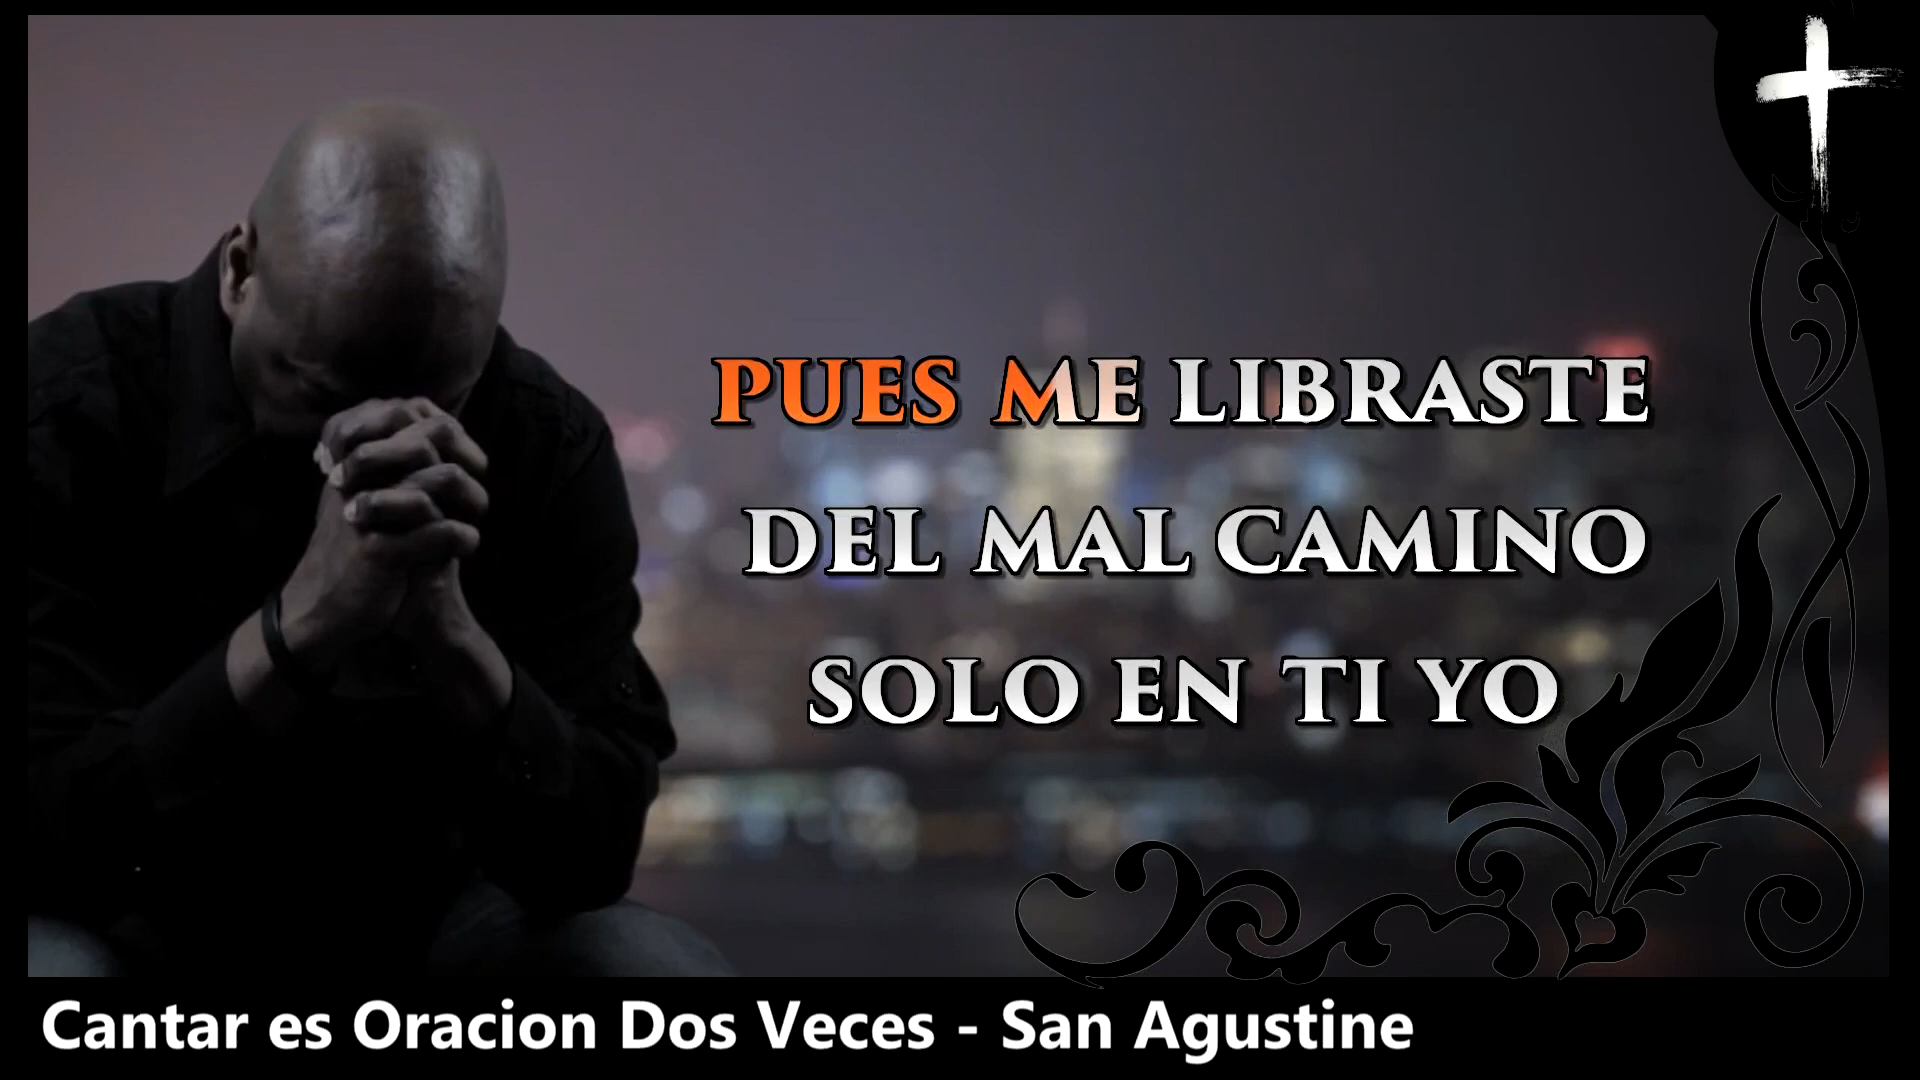 PUES ME LIBRASTE
DEL MAL CAMINO
SOLO EN TI YO
Cantar es Oracion Dos Veces - San Agustine